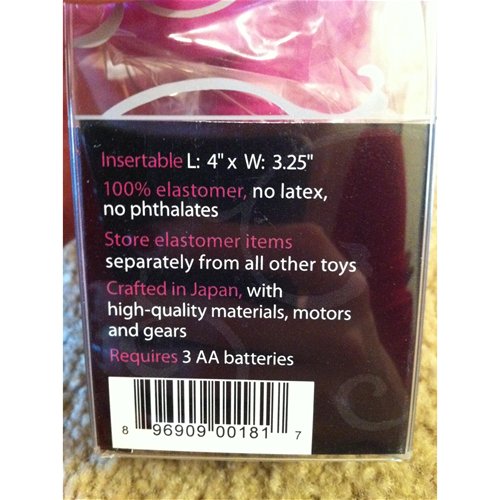 Insertable L: 4" x W: 3.25"
100% elastomer, no latex,
no phthalates
Store elastomer items
separately from all other toys
Crafted in Japan, with
high-quality materials, motors
and gears
Requires 3 AA batteries
8 96909 00181 7